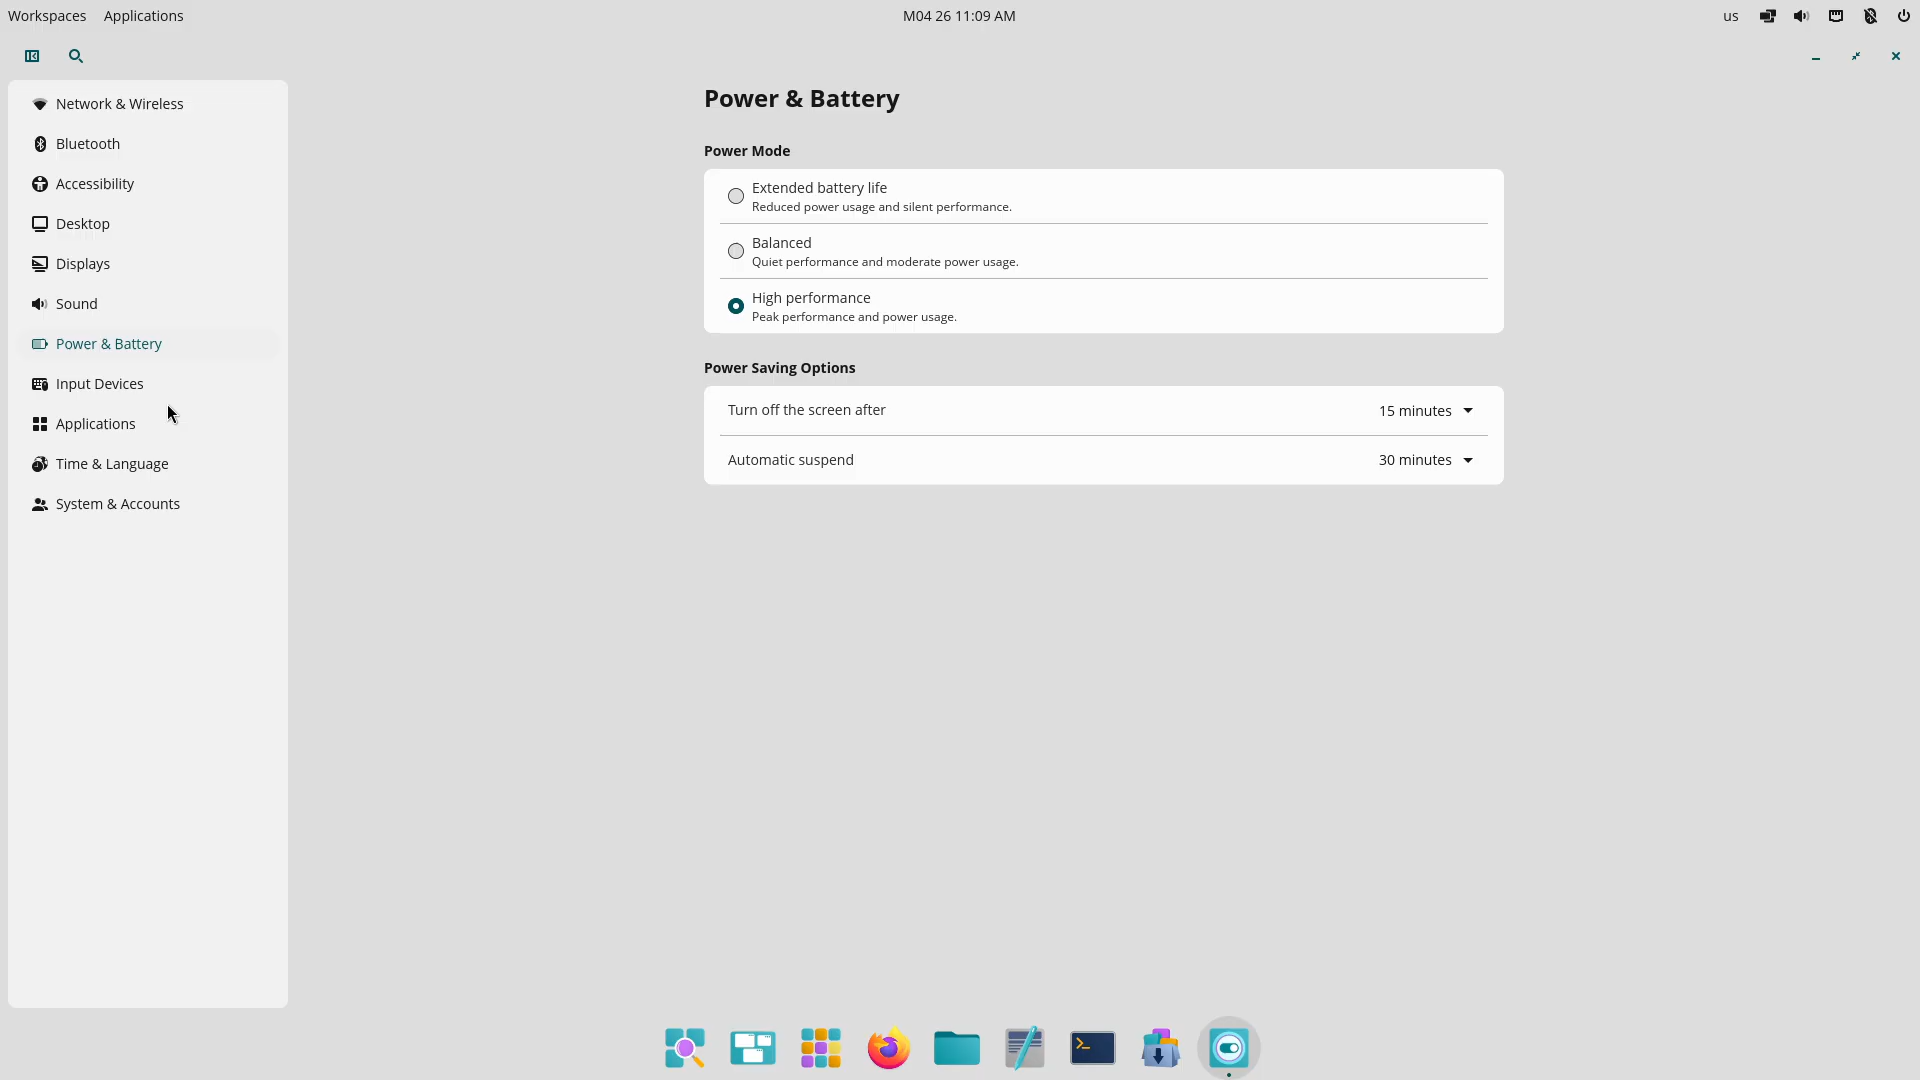 Workspaces Applications M04 26 11:09 AM us
Network & Wireless
Bluetooth
Accessibility
Desktop
Displays
Sound
Power & Battery
Input Devices
Applications
Time & Language
System & Accounts
Power & Battery
Power Mode
Extended battery life
Reduced power usage and silent performance.
Balanced
Quiet performance and moderate power usage.
High performance
Peak performance and power usage.
Power Saving Options
Turn off the screen after 15 minutes
Automatic suspend 30 minutes